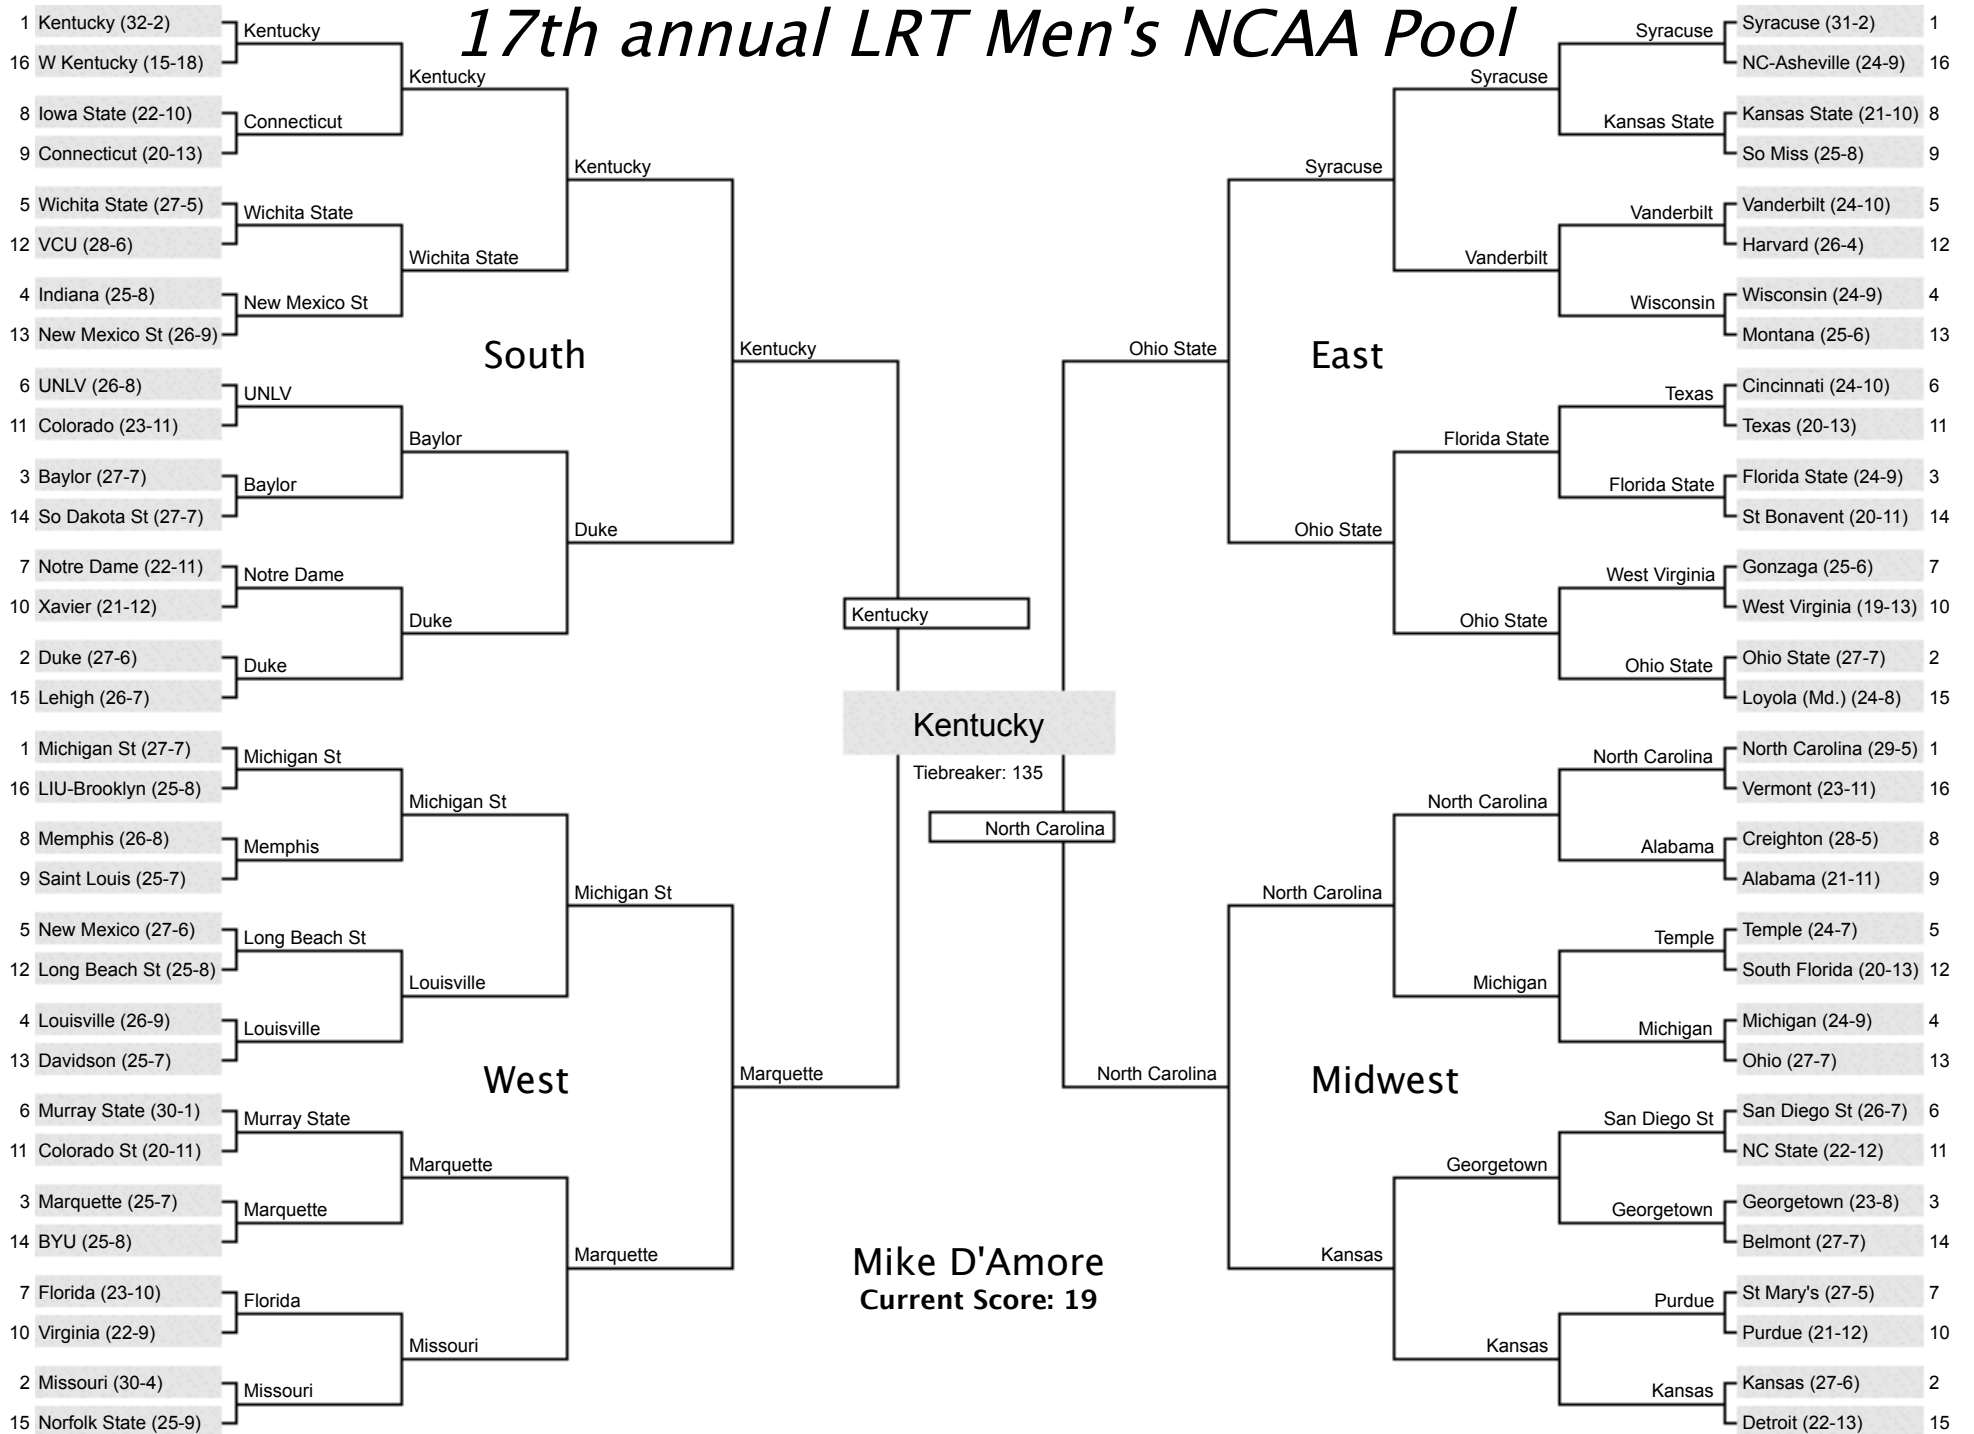 17th annual LRT Men's NCAA Pool
1 Kentucky (32-2)
16 W Kentucky (15-18)
8 Iowa State (22-10)
9 Connecticut (20-13)
5 Wichita State (27-5)
12 VCU (28-6)
4 Indiana (25-8)
13 New Mexico St (26-9)
6 UNLV (26-8)
11 Colorado (23-11)
3 Baylor (27-7)
14 So Dakota St (27-7)
7 Notre Dame (22-11)
10 Xavier (21-12)
2 Duke (27-6)
15 Lehigh (26-7)
Kentucky
Connecticut
Wichita State
New Mexico St
UNLV
Baylor
Notre Dame
Duke
Kentucky
Wichita State
Baylor
Duke
Kentucky
Duke
South
Kentucky
1 Michigan St (27-7)
16 LIU-Brooklyn (25-8)
8 Memphis (26-8)
9 Saint Louis (25-7)
5 New Mexico (27-6)
12 Long Beach St (25-8)
4 Louisville (26-9)
13 Davidson (25-7)
6 Murray State (30-1)
11 Colorado St (20-11)
3 Marquette (25-7)
14 BYU (25-8)
7 Florida (23-10)
10 Virginia (22-9)
2 Missouri (30-4)
15 Norfolk State (25-9)
Michigan St
Memphis
Long Beach St
Louisville
Murray State
Marquette
Florida
Missouri
Michigan St
Louisville
Marquette
Missouri
Michigan St
Marquette
West
Marquette
Kentucky
Kentucky
Tiebreaker: 135
North Carolina
Mike D'Amore
Current Score: 19
Ohio State
East
Syracuse
Ohio State
Syracuse
Vanderbilt
Florida State
Ohio State
Syracuse
Kansas State
Vanderbilt
Wisconsin
Texas
Florida State
West Virginia
Ohio State
Syracuse (31-2) 1
NC-Asheville (24-9) 16
Kansas State (21-10) 8
So Miss (25-8) 9
Vanderbilt (24-10) 5
Harvard (26-4) 12
Wisconsin (24-9) 4
Montana (25-6) 13
Cincinnati (24-10) 6
Texas (20-13) 11
Florida State (24-9) 3
St Bonavent (20-11) 14
Gonzaga (25-6) 7
West Virginia (19-13) 10
Ohio State (27-7) 2
Loyola (Md.) (24-8) 15
North Carolina
Midwest
North Carolina
Kansas
North Carolina
Michigan
Georgetown
Kansas
North Carolina
Alabama
Temple
Michigan
San Diego St
Georgetown
Purdue
Kansas
North Carolina (29-5) 1
Vermont (23-11) 16
Creighton (28-5) 8
Alabama (21-11) 9
Temple (24-7) 5
South Florida (20-13) 12
Michigan (24-9) 4
Ohio (27-7) 13
San Diego St (26-7) 6
NC State (22-12) 11
Georgetown (23-8) 3
Belmont (27-7) 14
St Mary's (27-5) 7
Purdue (21-12) 10
Kansas (27-6) 2
Detroit (22-13) 15